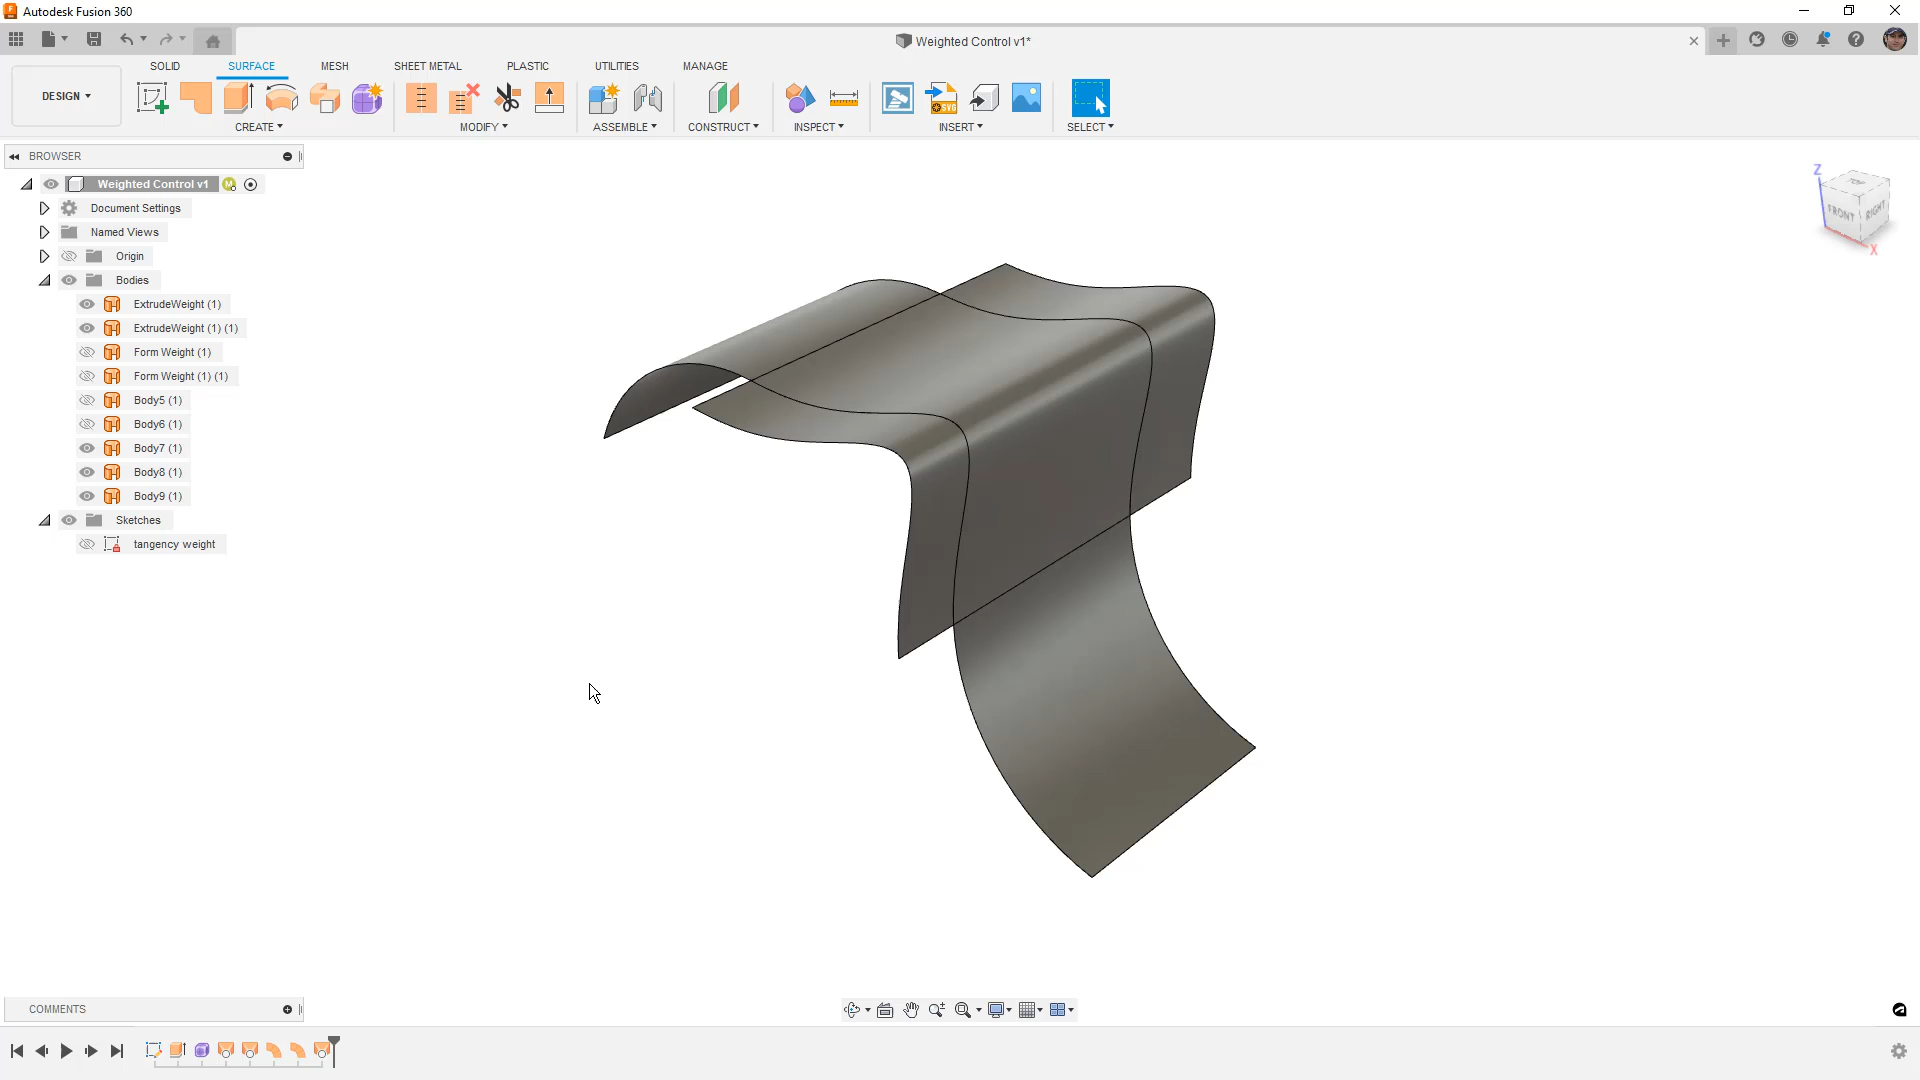 Autodesk Fusion 360
Weighted Control v1*
SOLID SURFACE MESH SHEET METAL PLASTIC UTILITIES MANAGE
DESIGN
SVG
CREATE MODIFY ASSEMBLE CONSTRUCT INSPECT INSERT SELECT
BROWSER
Weighted Control v1
Document Settings
Named Views
Origin
Bodies
ExtrudeWeight (1)
ExtrudeWeight (1) (1)
Form Weight (1)
Form Weight (1) (1)
Body5 (1)
Body6 (1)
Body7 (1)
Body8 (1)
Body9 (1)
Sketches
tangency weight
Z
TOP
FRONT RIGHT
X
COMMENTS